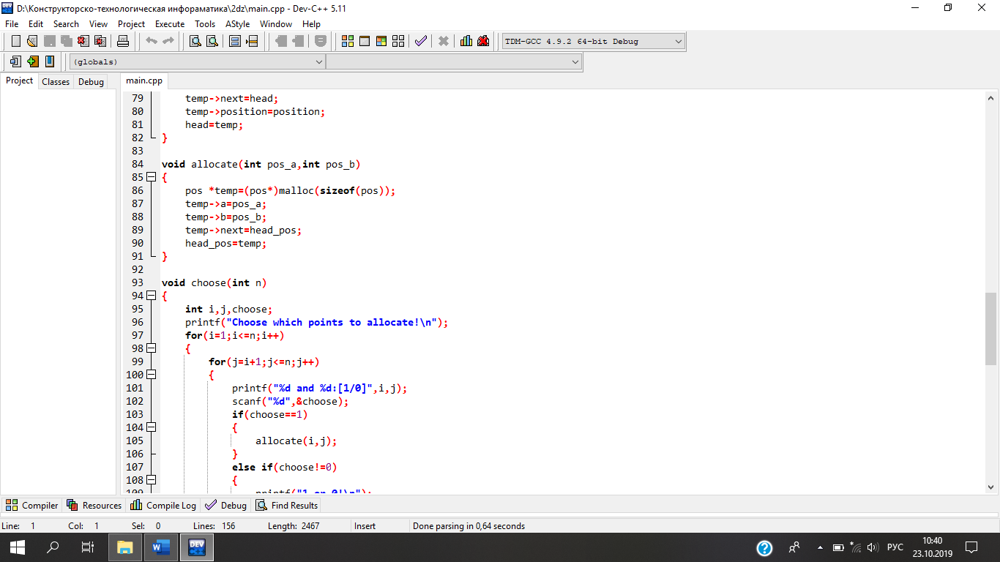 D:\Конструкторско-технологическая информаматика\2dz\main.cpp - Dev-C++ 5.11
File Edit Search View Project Execute Tools AStyle Window Help
TDM-GCC 4.9.2 64-bit Debug
(globals)
Project Classes Debug main.cpp
79 temp->next=head;
80 temp->position=position;
81 head=temp;
82 }
83
84 void allocate(int pos_a,int pos_b)
85 {
86 pos *temp=(pos*)malloc(sizeof(pos));
87 temp->a=pos_a;
88 temp->b=pos_b;
89 temp->next=head_pos;
90 head_pos=temp;
91 }
92
93 void choose(int n)
94 {
95 int i,j,choose;
96 printf("Choose which points to allocate!\n");
97 for(i=1;i<=n;i++)
98 {
99 for(j=i+1;j<=n;j++)
100 {
101 printf("%d and %d:[1/0]",i,j);
102 scanf("%d",&choose);
103 if(choose==1)
104 {
105 allocate(i,j);
106 }
107 else if(choose!=0)
108 {
109 printf("1 or 0!\n");
Compiler Resources Compile Log Debug Find Results
Line: 1 Col: 1 Sel: 0 Lines: 156 Length: 2467 Insert Done parsing in 0,64 seconds
DEV C++
РУС
10:40
23.10.2019